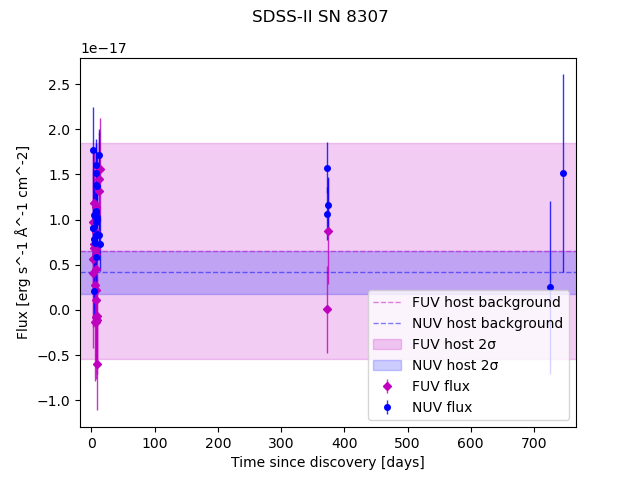 SDSS-II SN 8307
1e−17
Flux [erg s^-1 Å^-1 cm^-2]
2.5
2.0
1.5
1.0
0.5
0.0
−0.5
−1.0
FUV host background
NUV host background
FUV host 2σ
NUV host 2σ
FUV flux
NUV flux
0 100 200 300 400 500 600 700
Time since discovery [days]